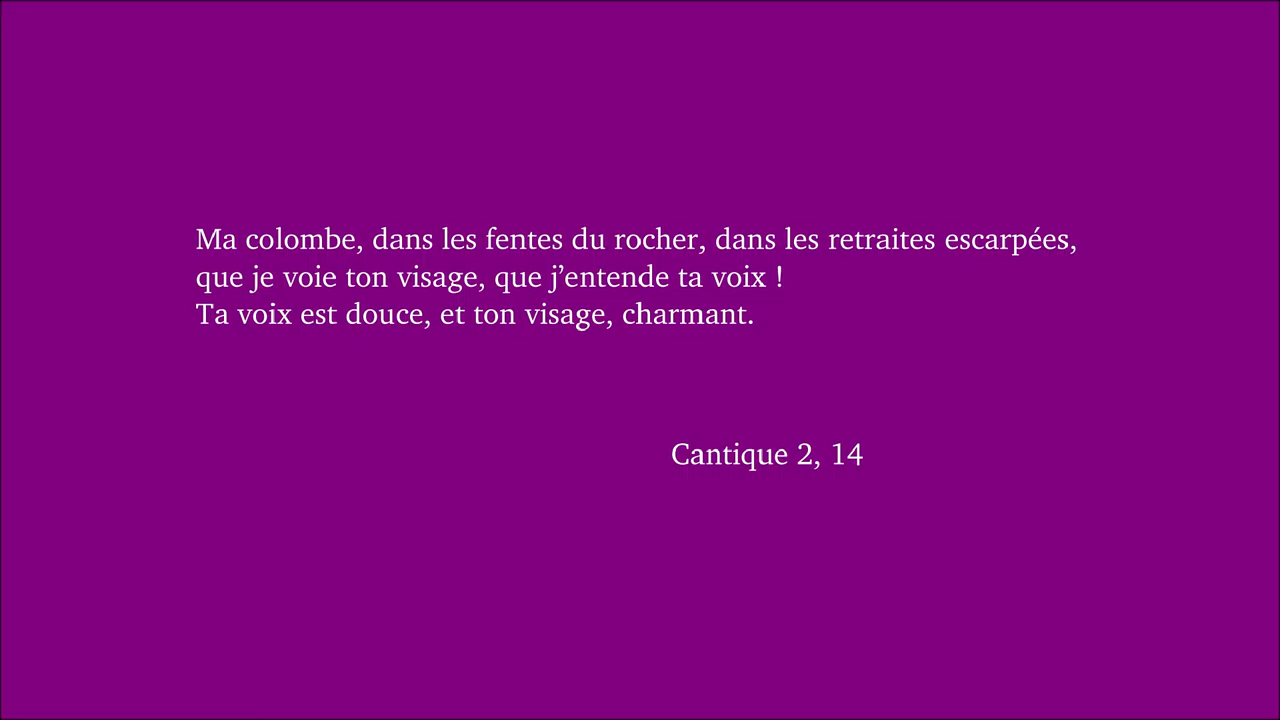 Ma colombe, dans les fentes du rocher, dans les retraites escarpées,
que je voie ton visage, que j’entende ta voix !
Ta voix est douce, et ton visage, charmant.
Cantique 2, 14